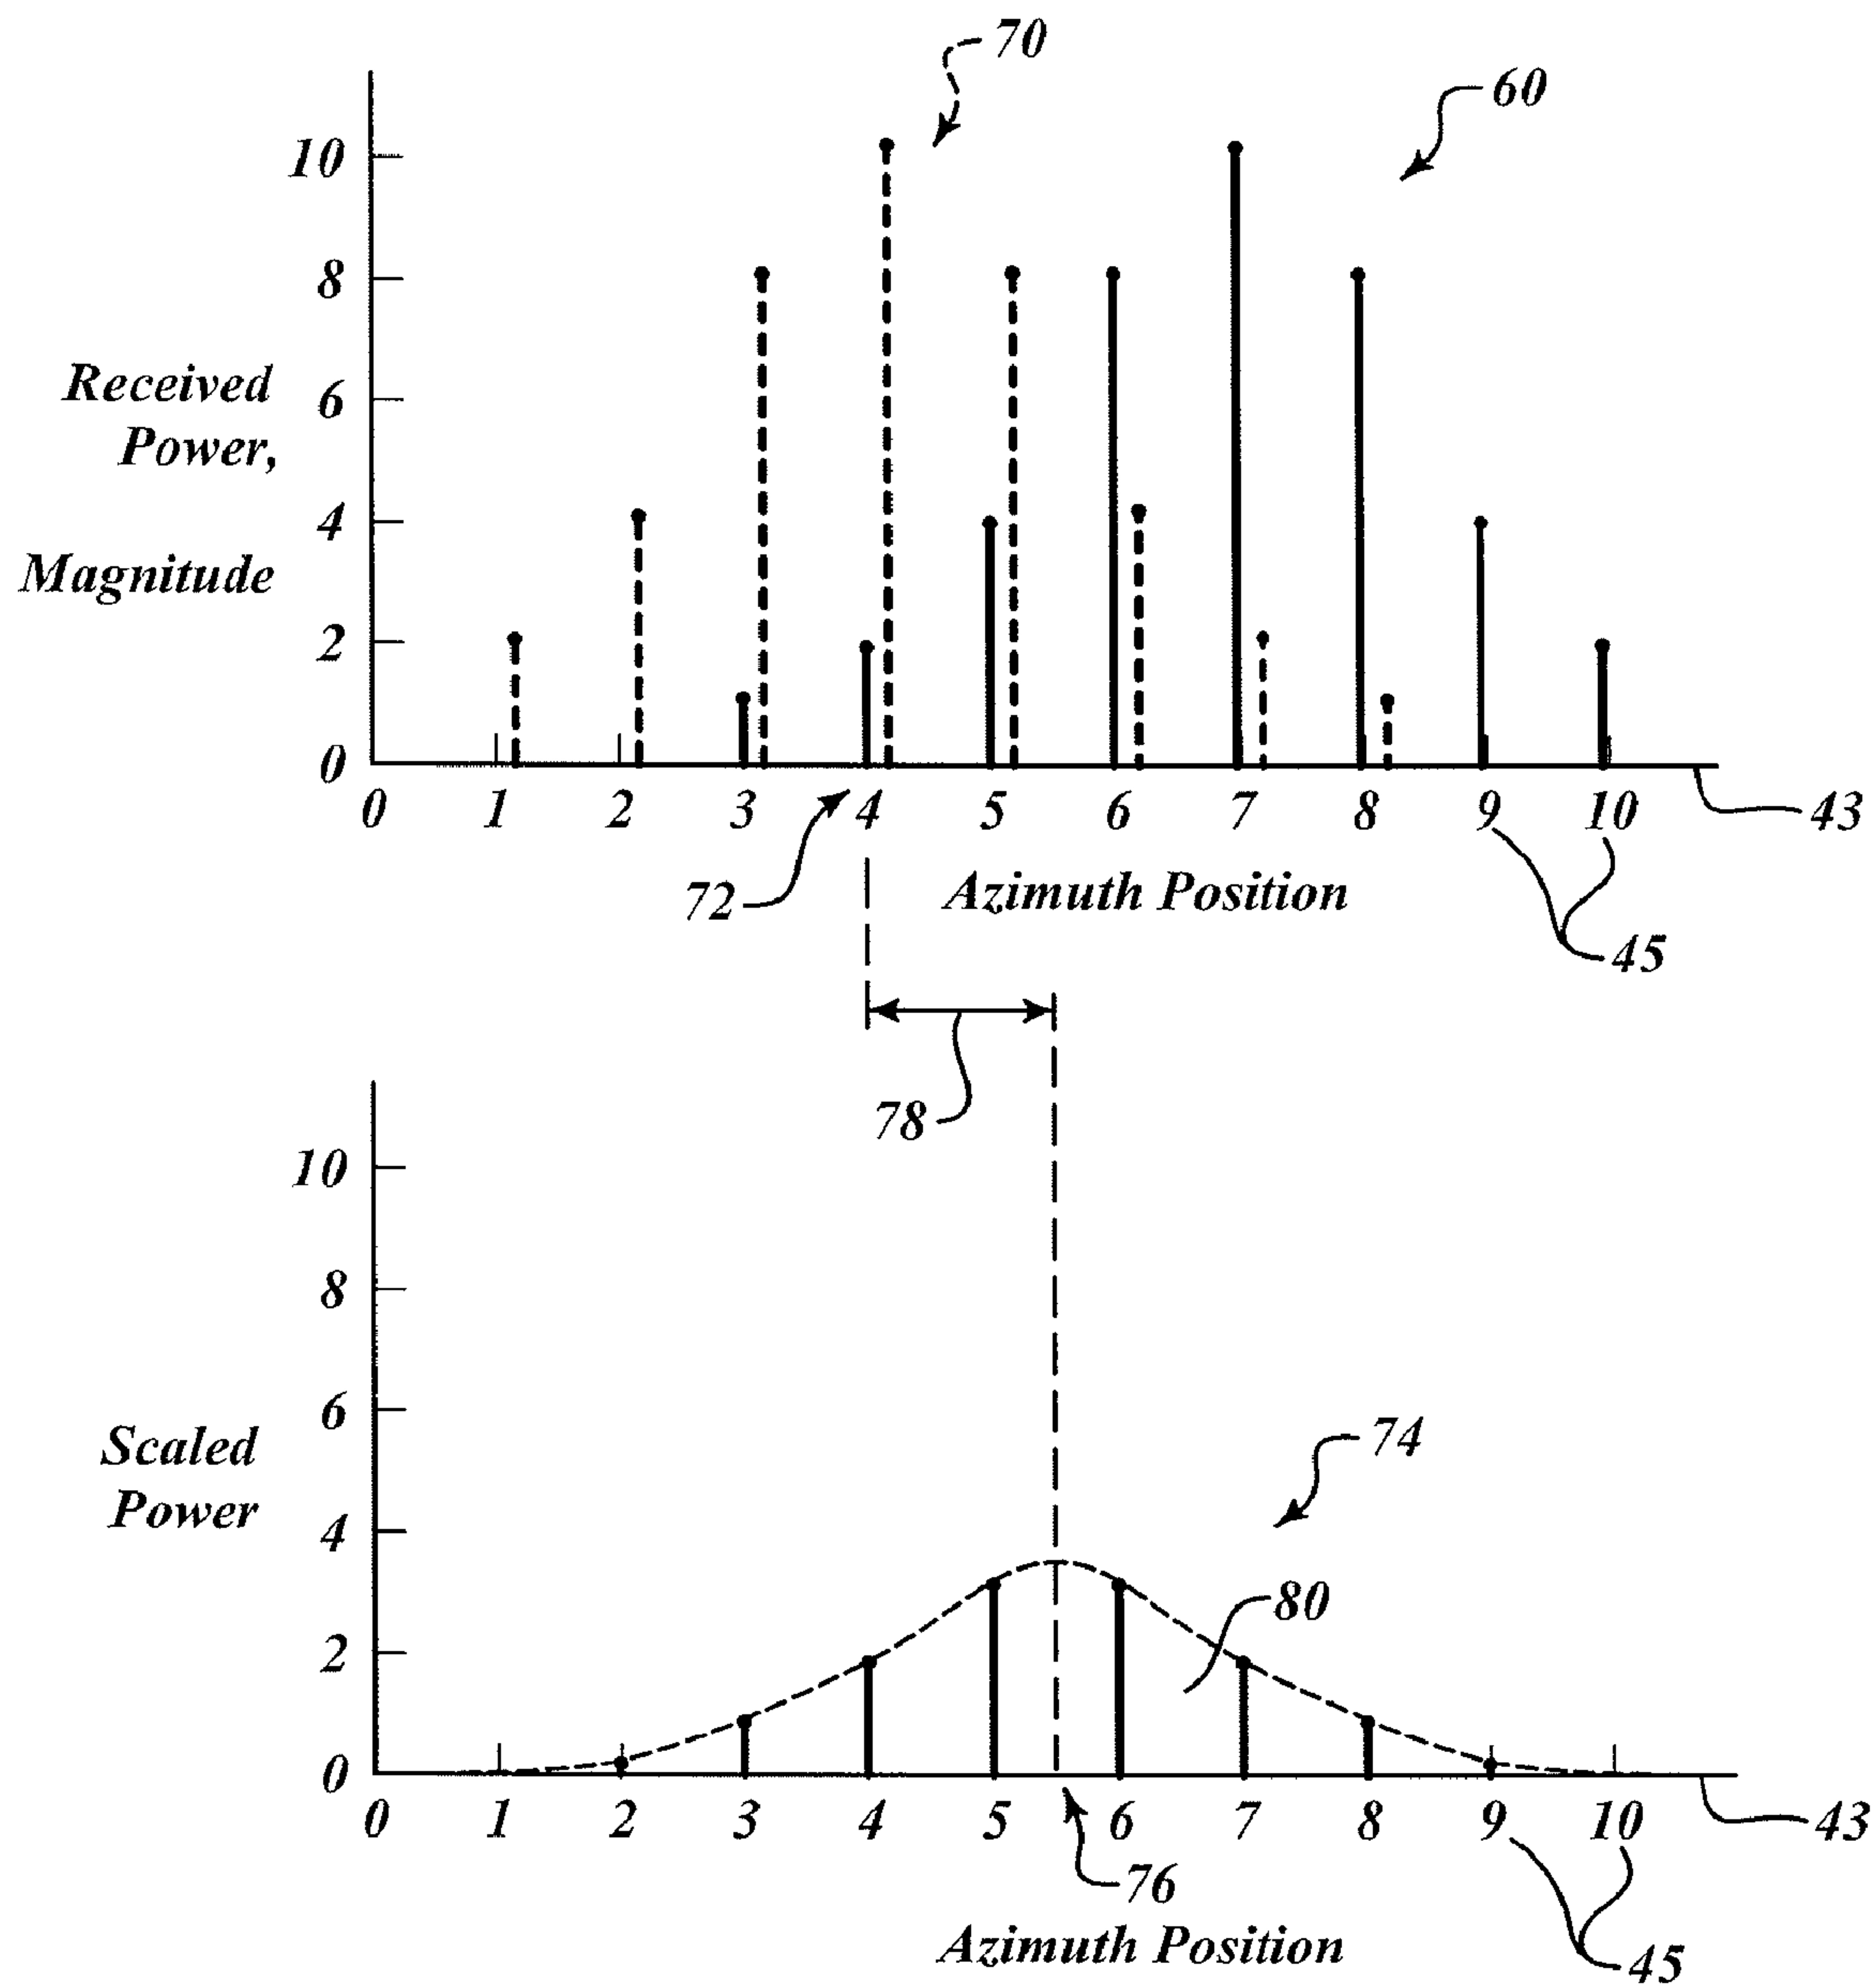 70
60
10
8
6
4
2
0
Received
Power,
Magnitude
0 1 2 3 4 5 6 7 8 9 10
43
72
Azimuth Position
45
78
10
8
6
4
2
0
Scaled
Power
74
80
0 1 2 3 4 5 6 7 8 9 10
43
76
Azimuth Position
45